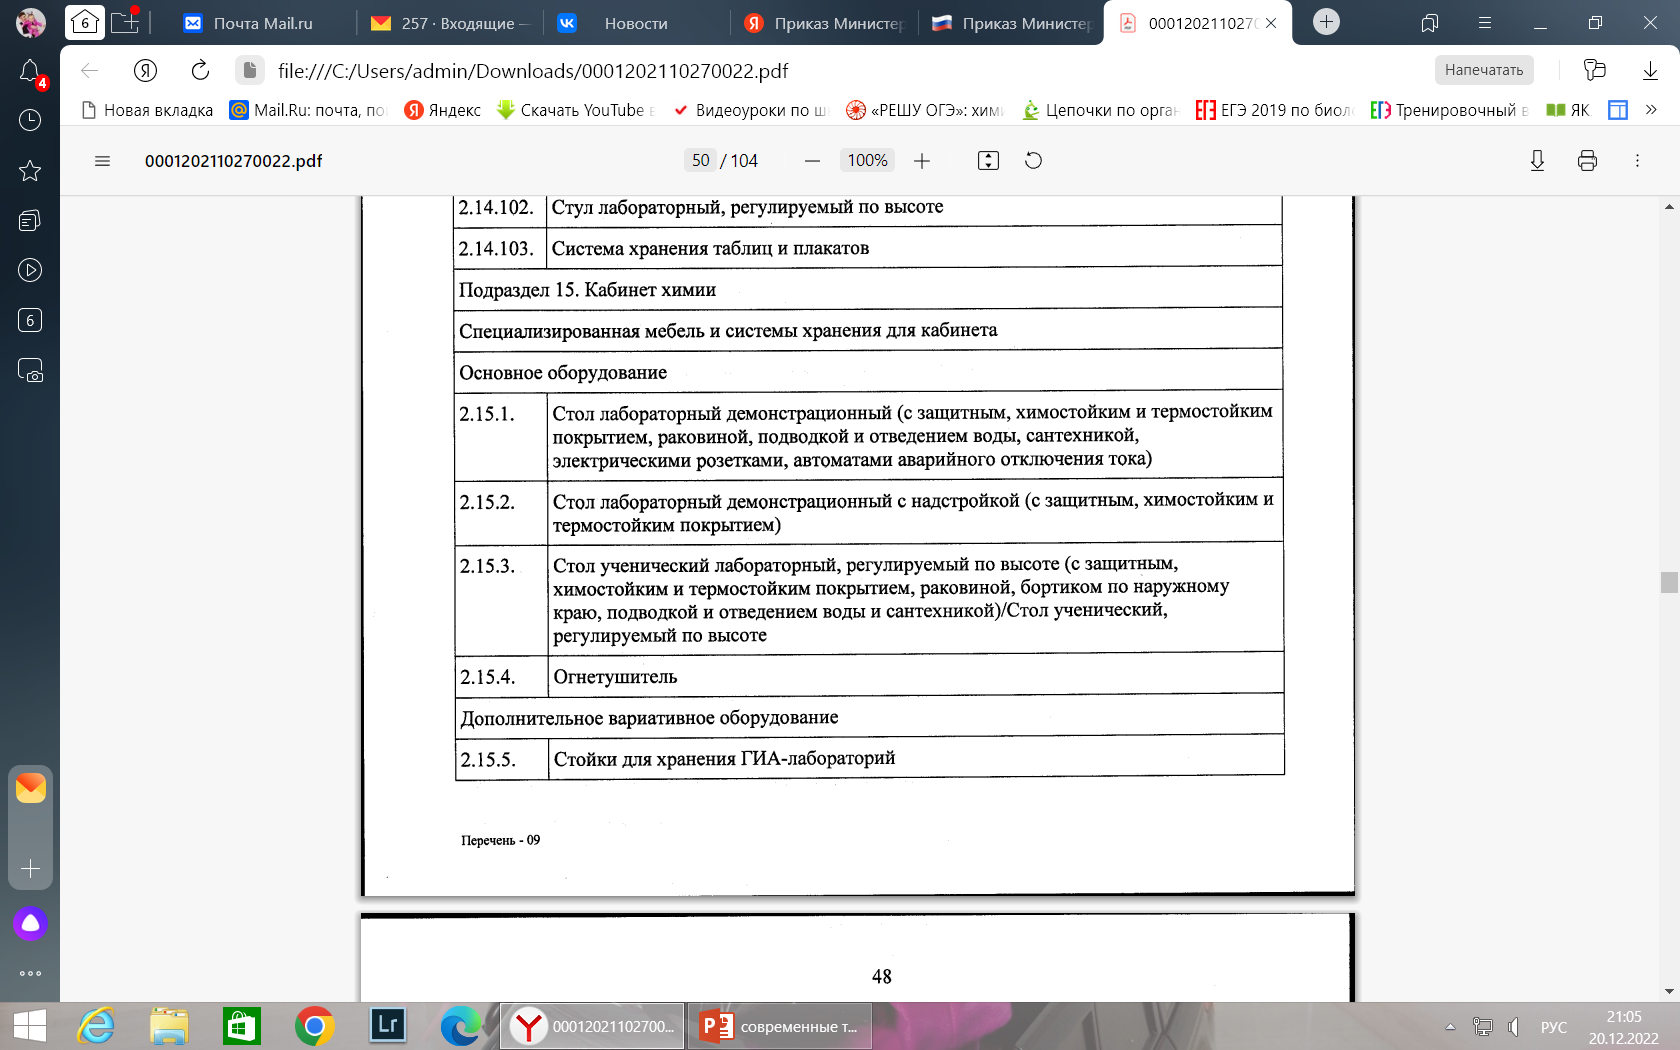 6
Почта Mail.ru
257 · Входящие —
Новости
Приказ Министер
Приказ Министер
00012021102700
4
file:///C:/Users/admin/Downloads/0001202110270022.pdf
Напечатать
Новая вкладка
Mail.Ru: почта, по
Яндекс
Скачать YouTube в
Видеоуроки по ш
«РЕШУ ОГЭ»: хим
Цепочки по орган
ЕГЭ 2019 по биол
Тренировочный в
ЯК
»
0001202110270022.pdf
50 / 104
100%
6
2.14.102. Стул лабораторный, регулируемый по высоте
2.14.103. Система хранения таблиц и плакатов
Подраздел 15. Кабинет химии
Специализированная мебель и системы хранения для кабинета
Основное оборудование
2.15.1. Стол лабораторный демонстрационный (с защитным, химостойким и термостойким
покрытием, раковиной, подводкой и отведением воды, сантехникой,
электрическими розетками, автоматами аварийного отключения тока)
2.15.2. Стол лабораторный демонстрационный с надстройкой (с защитным, химостойким и
термостойким покрытием)
2.15.3. Стол ученический лабораторный, регулируемый по высоте (с защитным,
химостойким и термостойким покрытием, раковиной, бортиком по наружному
краю, подводкой и отведением воды и сантехникой)/Стол ученический,
регулируемый по высоте
2.15.4. Огнетушитель
Дополнительное вариативное оборудование
2.15.5. Стойки для хранения ГИА-лабораторий
Перечень - 09
48
Lr
00012021102700...
современные т...
РУС
21:05
20.12.2022